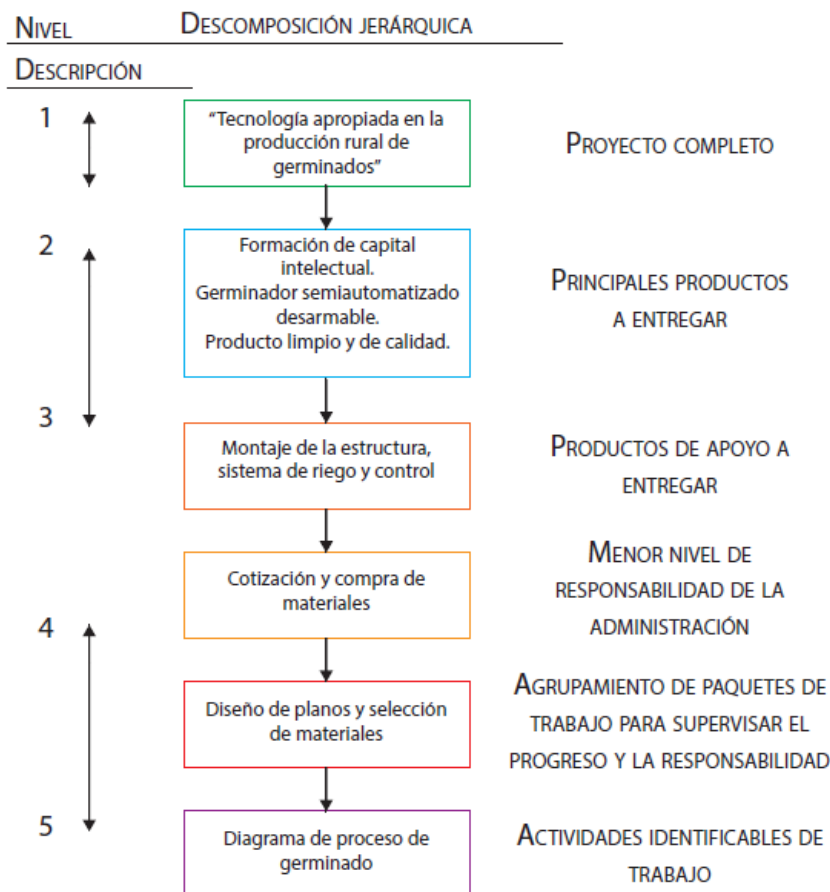 NIVEL DESCOMPOSICIÓN JERÁRQUICA
DESCRIPCIÓN
1
“Tecnología apropiada en la
producción rural de
germinados”
PROYECTO COMPLETO
2
Formación de capital
intelectual.
Germinador semiautomatizado
desarmable.
Producto limpio y de calidad.
PRINCIPALES PRODUCTOS
A ENTREGAR
3
Montaje de la estructura,
sistema de riego y control
PRODUCTOS DE APOYO A
ENTREGAR
Cotización y compra de
materiales
MENOR NIVEL DE
RESPONSABILIDAD DE LA
ADMINISTRACIÓN
4
Diseño de planos y selección
de materiales
AGRUPAMIENTO DE PAQUETES DE
TRABAJO PARA SUPERVISAR EL
PROGRESO Y LA RESPONSABILIDAD
5
Diagrama de proceso de
germinado
ACTIVIDADES IDENTIFICABLES DE
TRABAJO